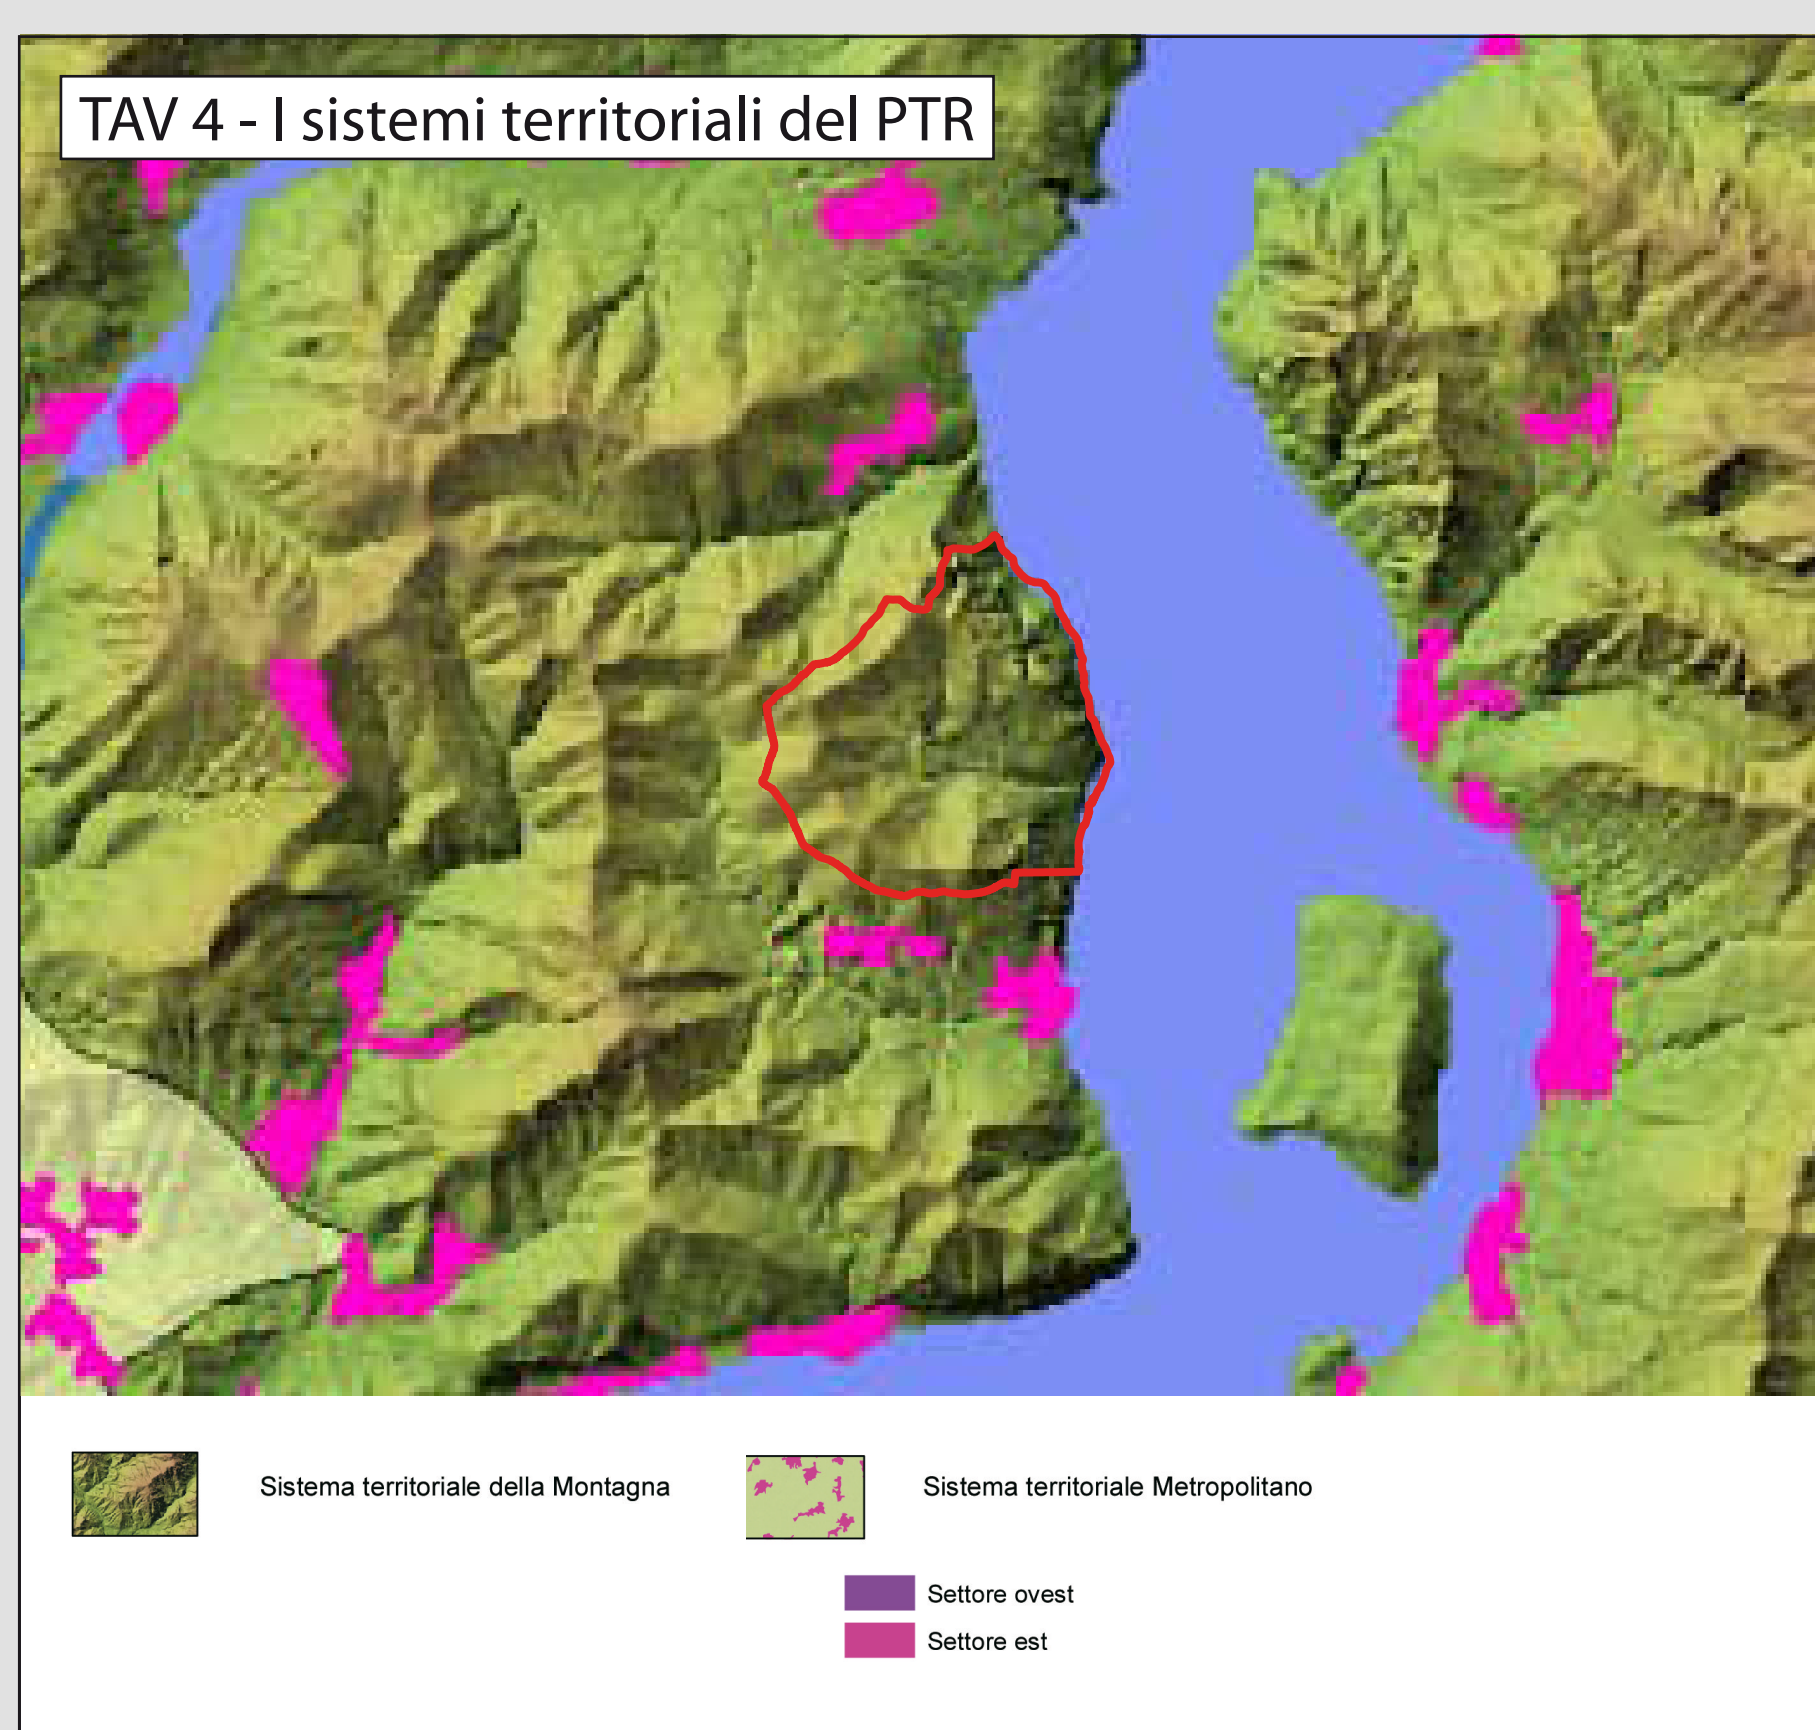 TAV 4 - I sistemi territoriali del PTR
Sistema territoriale della Montagna
Sistema territoriale Metropolitano
Settore ovest
Settore est